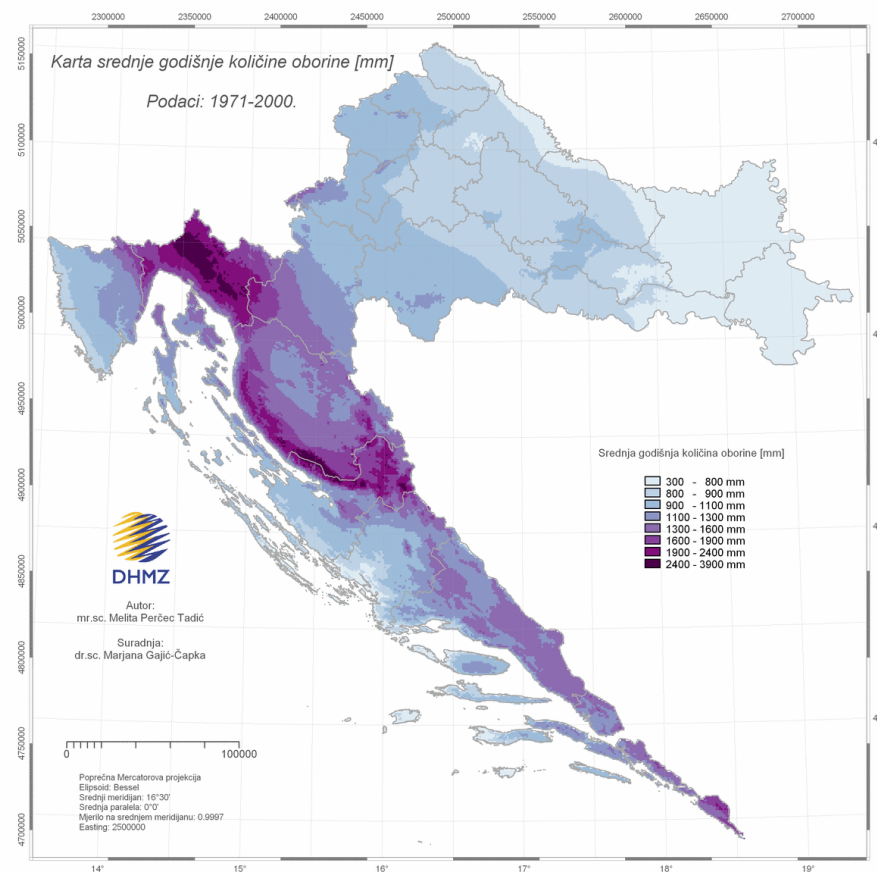 2300000 2350000 2400000 2450000 2500000 2550000 2600000 2650000 2700000
Karta srednje godišnje količine oborine [mm]
Podaci: 1971-2000.
5150000
5100000
5050000
5000000
4950000
4900000
4850000
4800000
4750000
4700000
Srednja godišnja količina oborine [mm]
300 - 800 mm
800 - 900 mm
900 - 1100 mm
1100 - 1300 mm
1300 - 1600 mm
1600 - 1900 mm
1900 - 2400 mm
2400 - 3900 mm
DHMZ
Autor:
mr.sc. Melita Perčec Tadić
Suradnja:
dr.sc. Marjana Gajić-Čapka
0 100000
Poprečna Mercatorova projekcija
Elipsoid: Bessel
Srednji meridijan: 16°30'
Srednja paralela: 0°0'
Mjerilo na srednjem meridijanu: 0.9997
Easting: 2500000
14° 15° 16° 17° 18° 19°